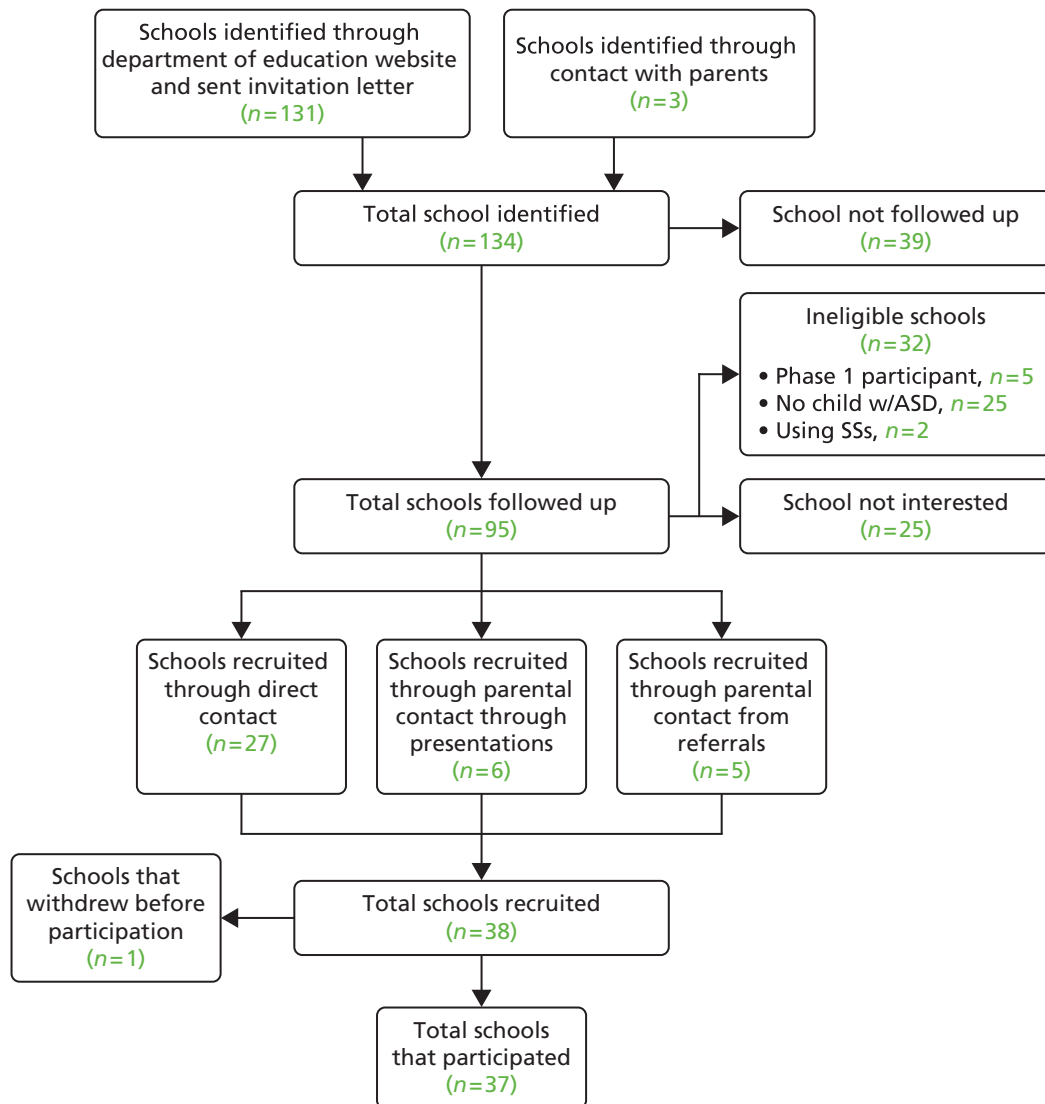 Schools identified through
department of education website
and sent invitation letter
(n=131)
Schools identified through
contact with parents
(n=3)
Total school identified
(n=134)
School not followed up
(n=39)
Ineligible schools
(n=32)
• Phase 1 participant, n=5
• No child w/ASD, n=25
• Using SSs, n=2
Total schools followed up
(n=95)
School not interested
(n=25)
Schools recruited
through direct
contact
(n=27)
Schools recruited
through parental
contact through
presentations
(n=6)
Schools recruited
through parental
contact from
referrals
(n=5)
Schools that
withdrew before
participation
(n=1)
Total schools recruited
(n=38)
Total schools
that participated
(n=37)